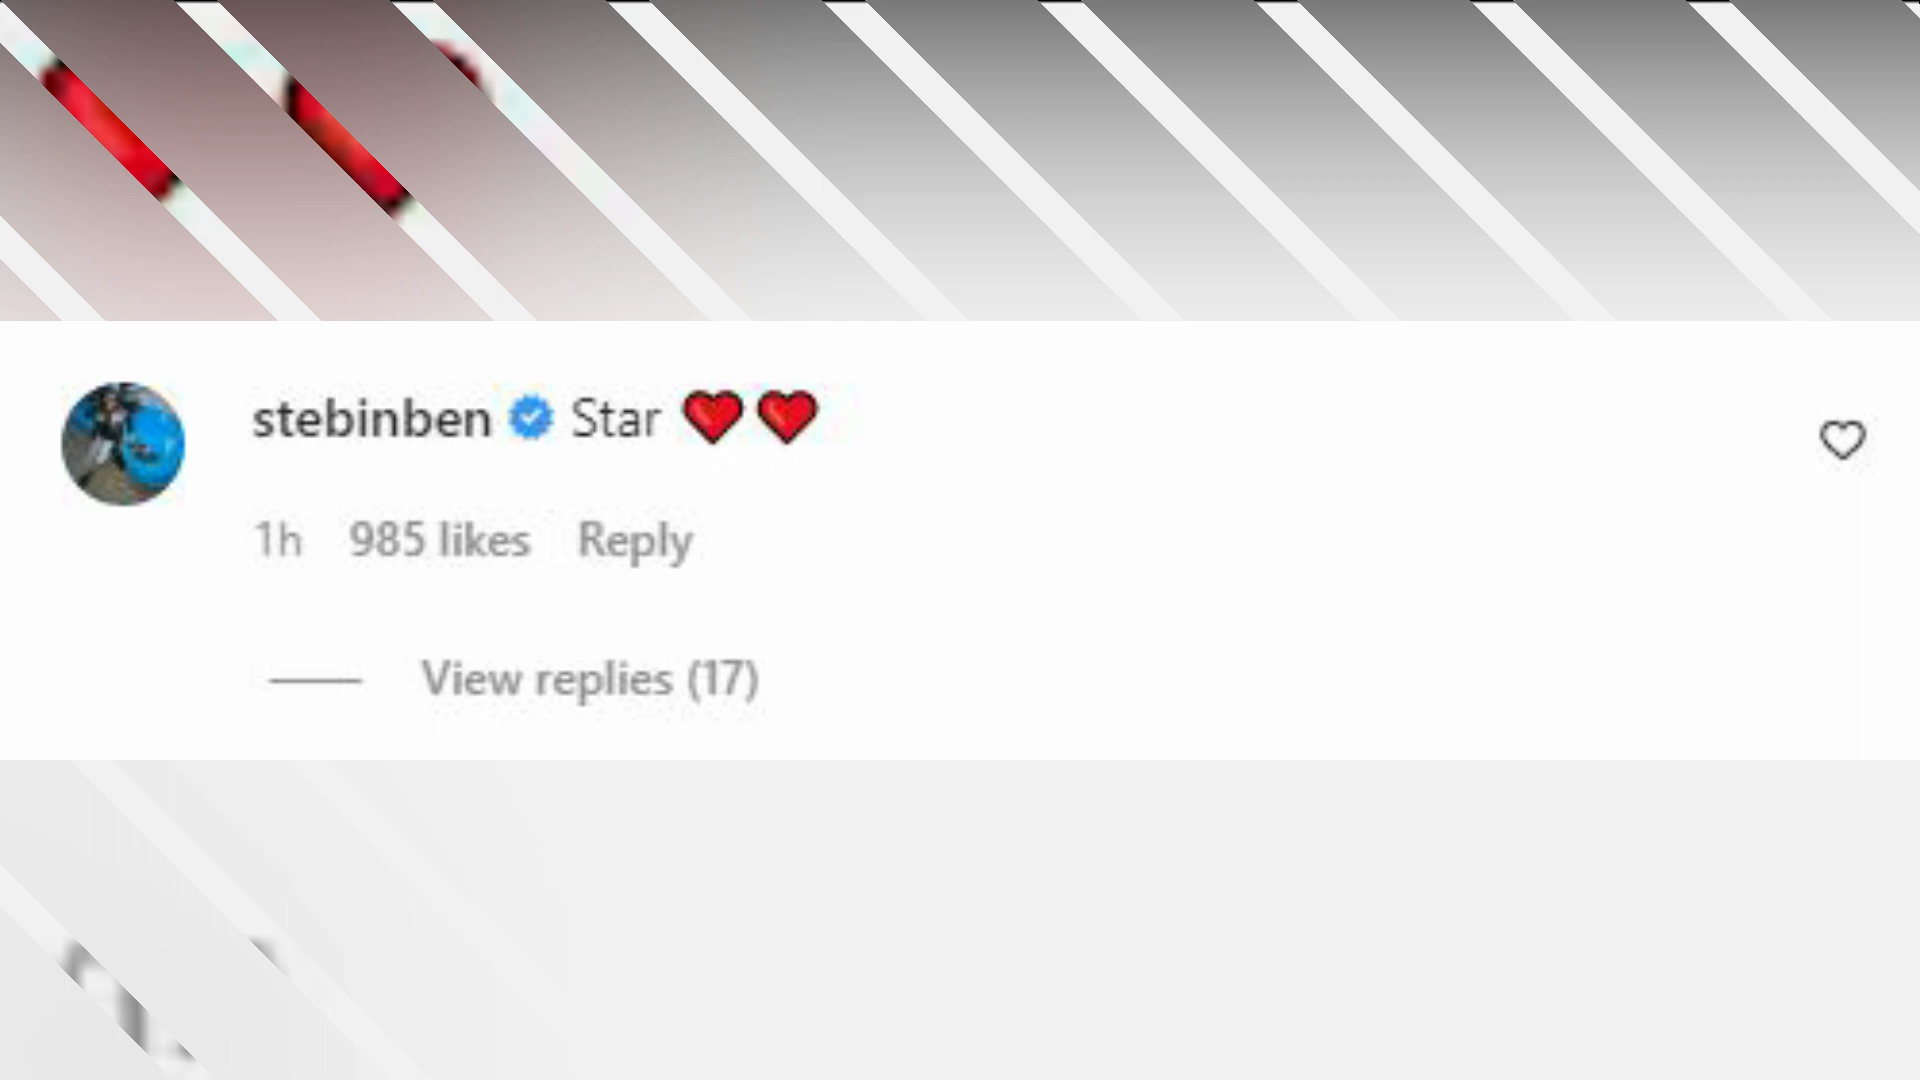 stebinben Star ❤️❤️
1h 985 likes Reply
View replies (17)